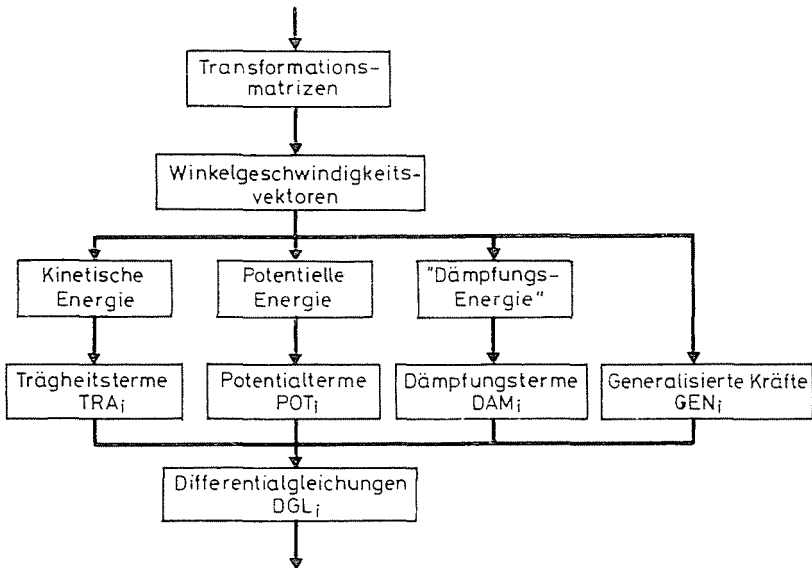 Transformations-
matrizen
Winkelgeschwindigkeits-
vektoren
Kinetische
Energie
Potentielle
Energie
"Dämpfungs-
Energie"
Trägheitsterme
TRAi
Potentialterme
POTi
Dämpfungsterme
DAMi
Generalisierte Kräfte
GENi
Differentialgleichungen
DGLi